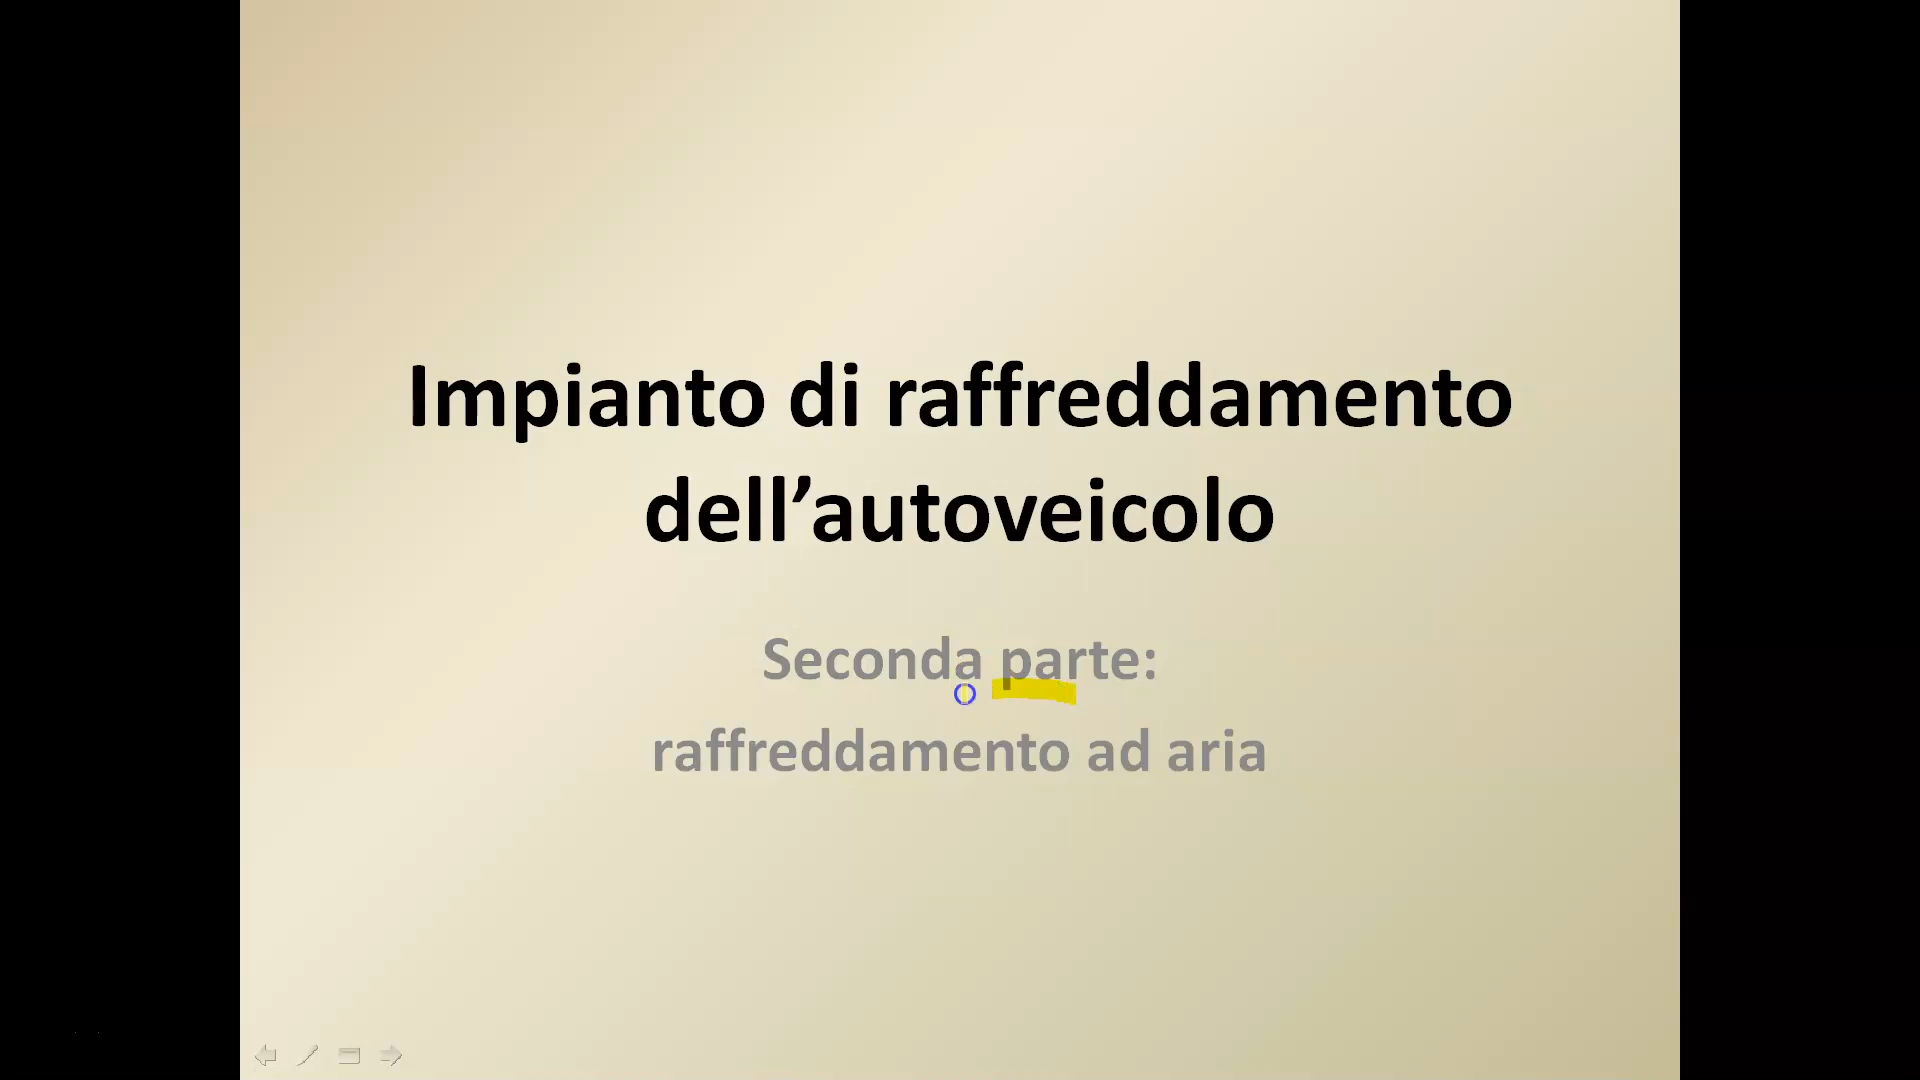 Impianto di raffreddamento
dell’autoveicolo
Seconda parte:
raffreddamento ad aria